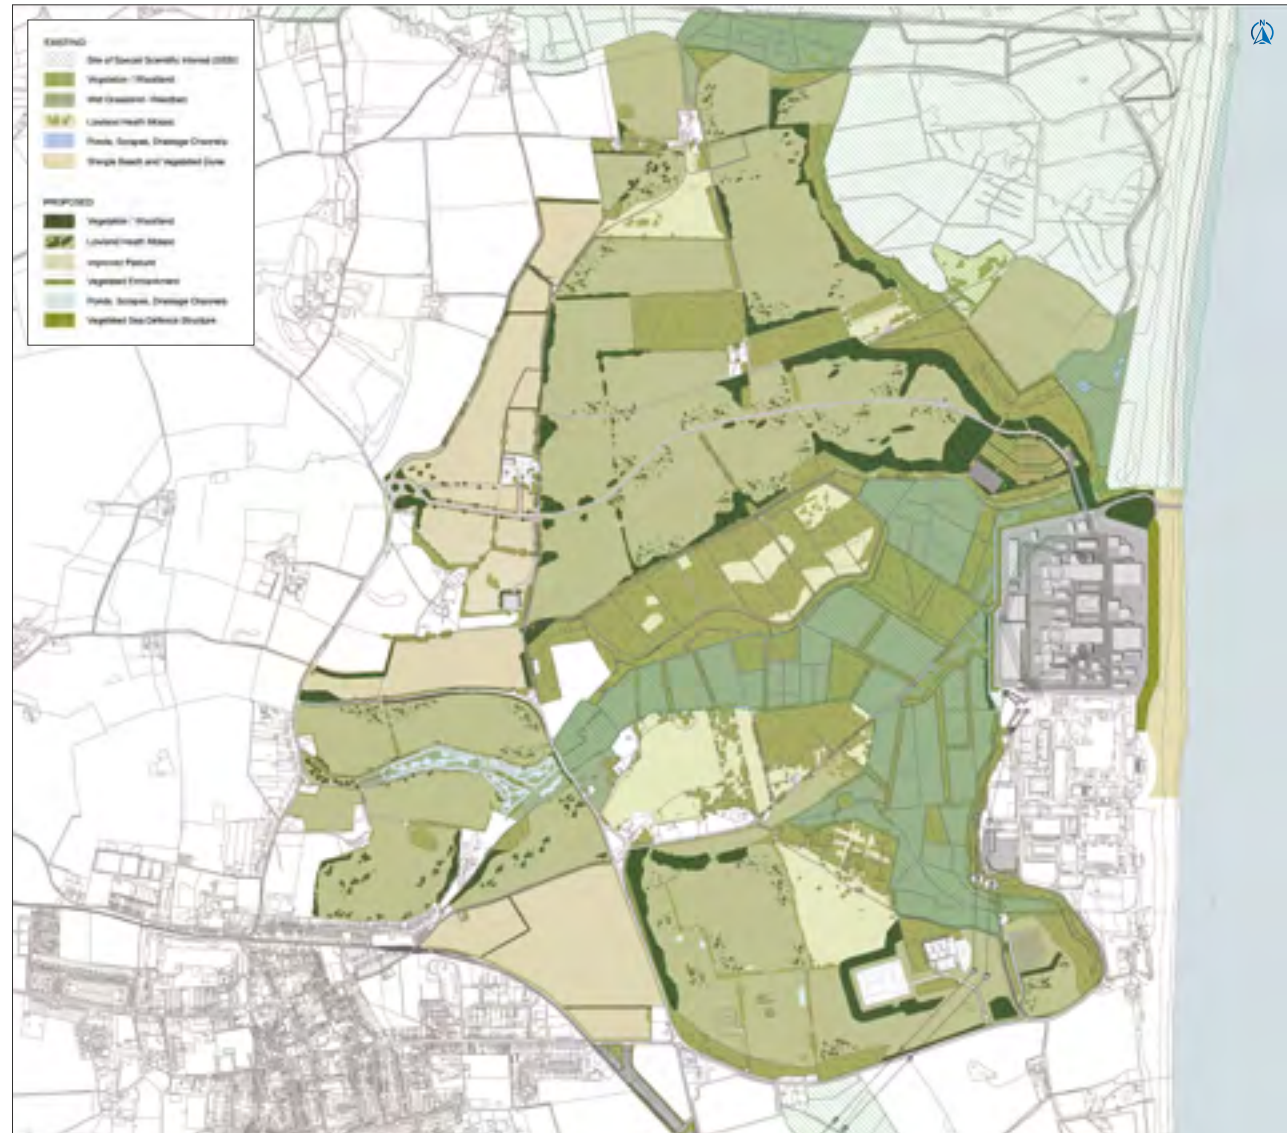 N
EXISTING
Site of Special Scientific Interest (SSSI)
Vegetation / Woodland
Wet Grassland / Reedbed
Lowland Heath Mosaic
Ponds, Scrapes, Drainage Channels
Shingle Beach and Vegetated Dune
PROPOSED
Vegetation / Woodland
Lowland Heath Mosaic
Improved Pasture
Vegetated Embankment
Ponds, Scrapes, Drainage Channels
Vegetated Sea Defence Structure